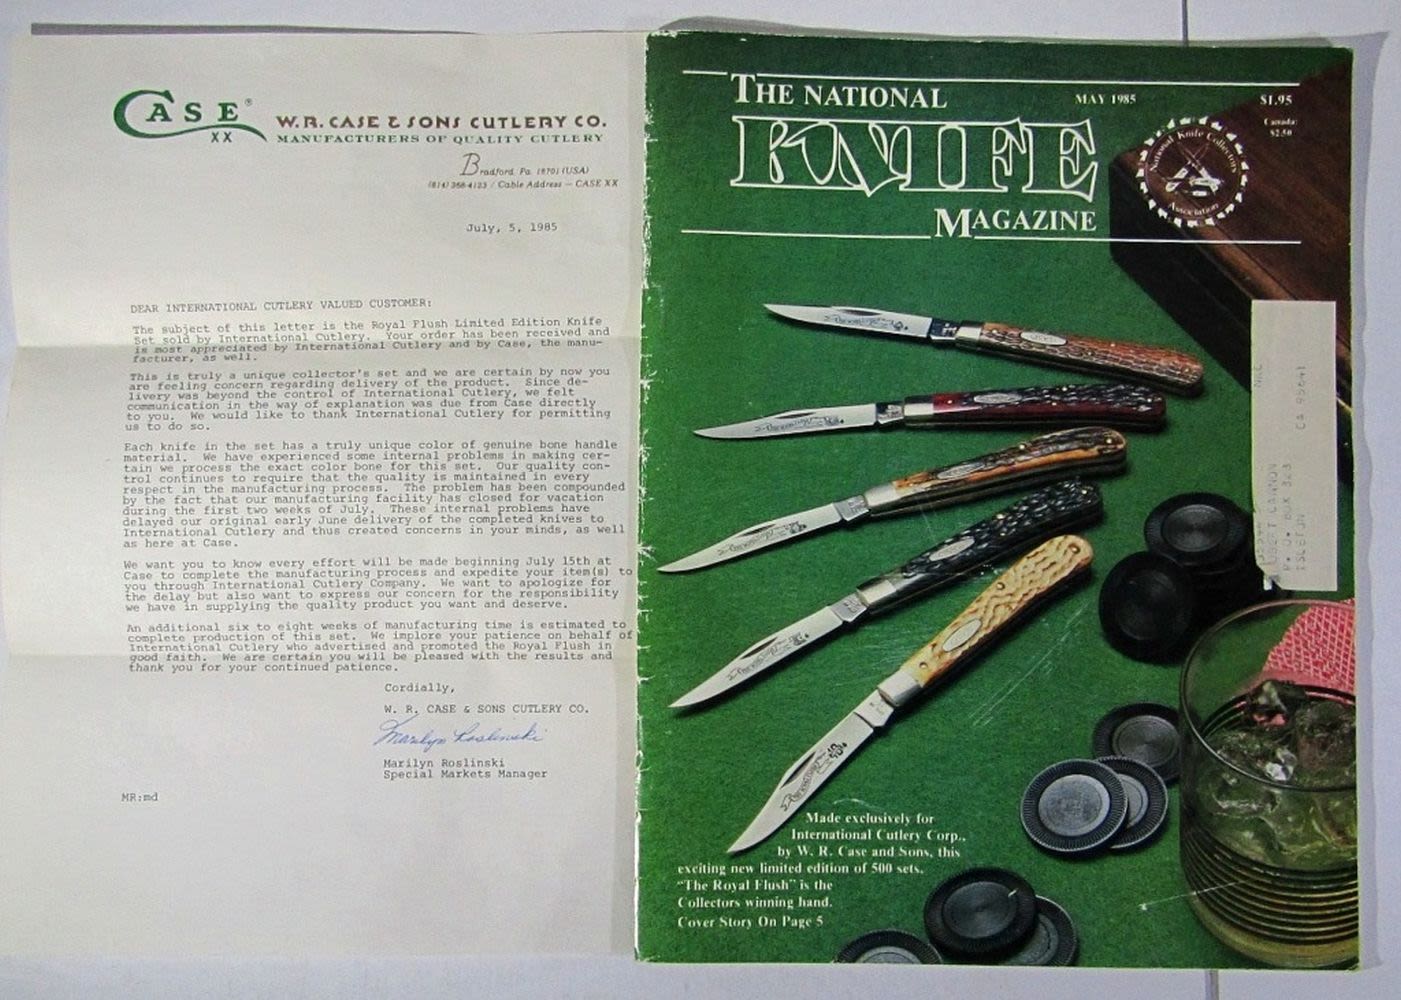 CASE®
XX
W.R. CASE & SONS CUTLERY CO.
MANUFACTURERS OF QUALITY CUTLERY
Bradford, Pa. 16701 (USA)
(814) 368-4123 / Cable Address — CASE XX
July, 5, 1985
DEAR INTERNATIONAL CUTLERY VALUED CUSTOMER:
The subject of this letter is the Royal Flush Limited Edition Knife
Set sold by International Cutlery. Your order has been received and
is most appreciated by International Cutlery and by Case, the manu-
facturer, as well.
This is truly a unique collector's set and we are certain by now you
are feeling concern regarding delivery of the product. Since de-
livery was beyond the control of International Cutlery, we felt
communication in the way of explanation was due from Case directly
to you. We would like to thank International Cutlery for permitting
us to do so.
Each knife in the set has a truly unique color of genuine bone handle
material. We have experienced some internal problems in making cer-
tain we process the exact color bone for this set. Our quality con-
trol continues to require that the quality is maintained in every
respect in the manufacturing process. The problem has been compounded
by the fact that our manufacturing facility has closed for vacation
during the first two weeks of July. These internal problems have
delayed our original early June delivery of the completed knives to
International Cutlery and thus created concerns in your minds, as well
as here at Case.
We want you to know every effort will be made beginning July 15th at
Case to complete the manufacturing process and expedite your item(s) to
you through International Cutlery Company. We want to apologize for
the delay but also want to express our concern for the responsibility
we have in supplying the quality product you want and deserve.
An additional six to eight weeks of manufacturing time is estimated to
complete production of this set. We implore your patience on behalf of
International Cutlery who advertised and promoted the Royal Flush in
good faith. We are certain you will be pleased with the results and
thank you for your continued patience.
Cordially,
W. R. CASE & SONS CUTLERY CO.
Marilyn Roslinski
Marilyn Roslinski
Special Markets Manager
MR:md
THE NATIONAL
KNIFE
MAGAZINE
MAY 1985
$1.95
Canada:
$2.50
National Knife Collectors
Association
P.O. BOX 323
CA 95641
Made exclusively for
International Cutlery Corp.,
by W. R. Case and Sons, this
exciting new limited edition of 500 sets.
"The Royal Flush" is the
Collectors winning hand.
Cover Story On Page 5